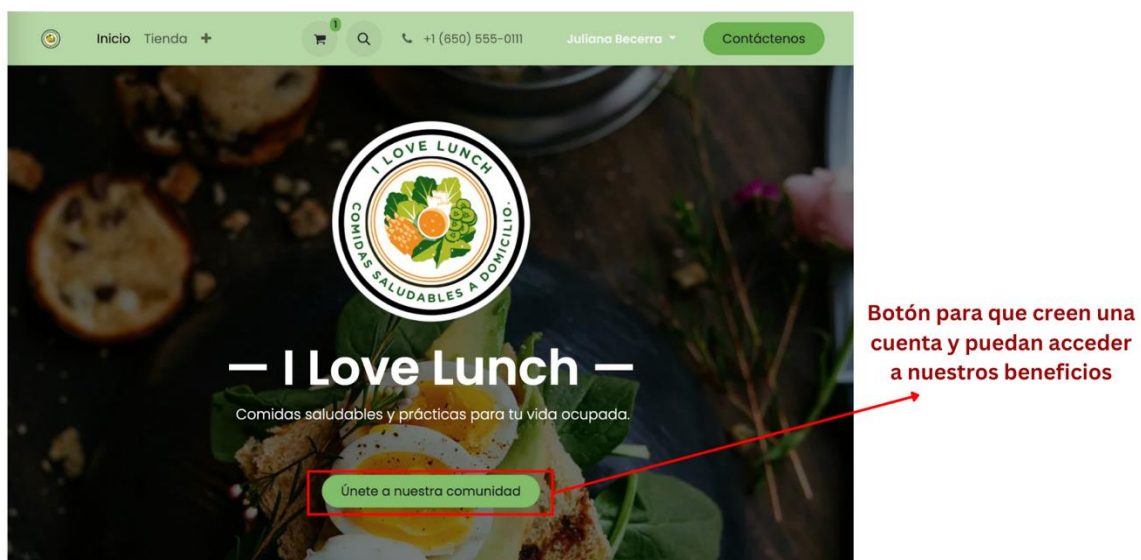 Inicio Tienda + 1 +1 (650) 555-0111 Juliana Becerra Contáctenos
I LOVE LUNCH
COMIDAS SALUDABLES A DOMICILIO.
— I Love Lunch —
Comidas saludables y prácticas para tu vida ocupada.
Únete a nuestra comunidad
Botón para que creen una
cuenta y puedan acceder
a nuestros beneficios